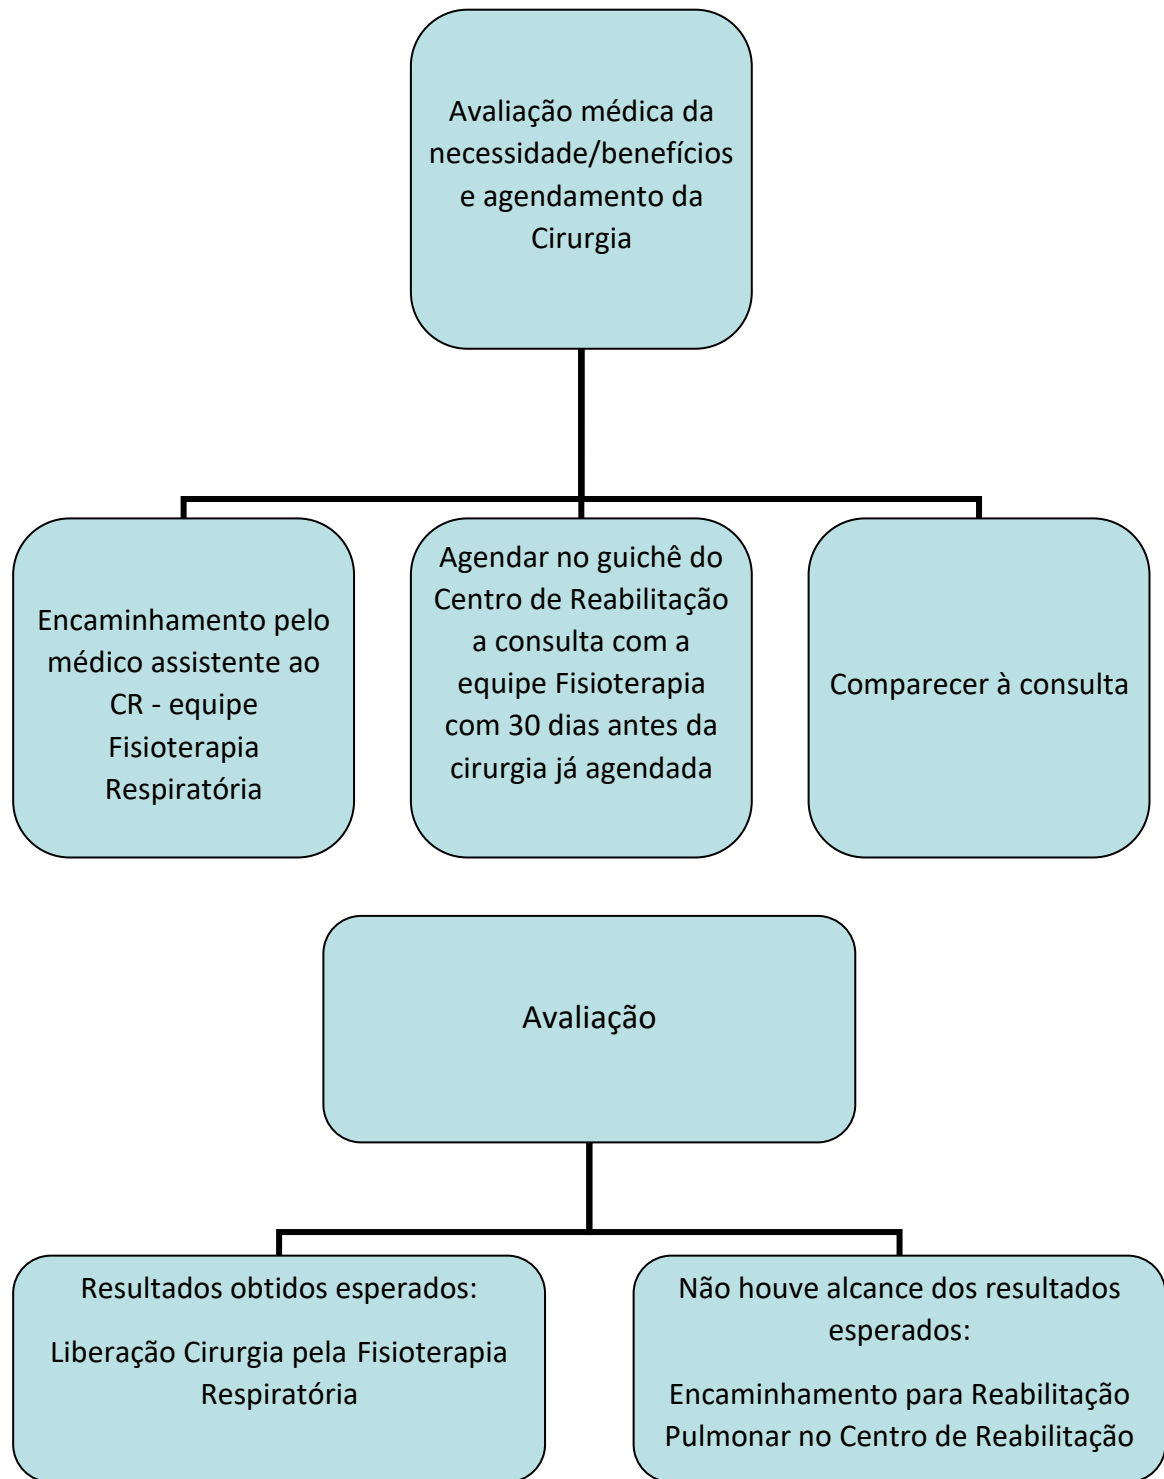 Avaliação médica da
necessidade/benefícios
e agendamento da
Cirurgia
Encaminhamento pelo
médico assistente ao
CR - equipe
Fisioterapia
Respiratória
Agendar no guichê do
Centro de Reabilitação
a consulta com a
equipe Fisioterapia
com 30 dias antes da
cirurgia já agendada
Comparecer à consulta
Avaliação
Resultados obtidos esperados:
Liberação Cirurgia pela Fisioterapia
Respiratória
Não houve alcance dos resultados
esperados:
Encaminhamento para Reabilitação
Pulmonar no Centro de Reabilitação